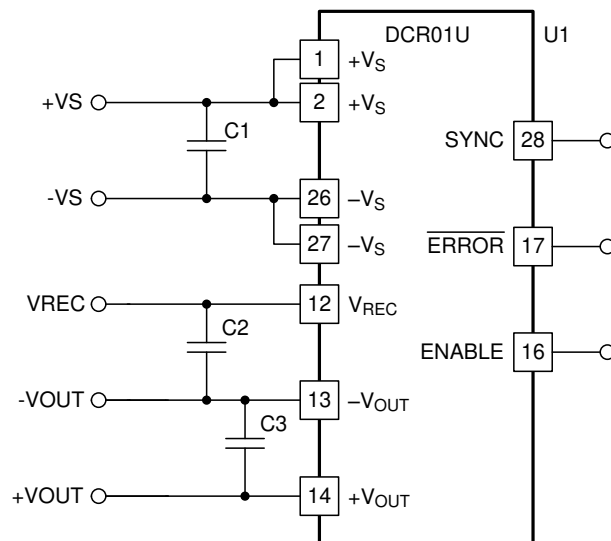 DCR01U U1
1 +VS
+VS 2 +VS
C1
SYNC 28
-VS 26 –VS
27 –VS
ERROR 17
VREC 12 VREC
C2
ENABLE 16
-VOUT 13 –VOUT
C3
+VOUT 14 +VOUT